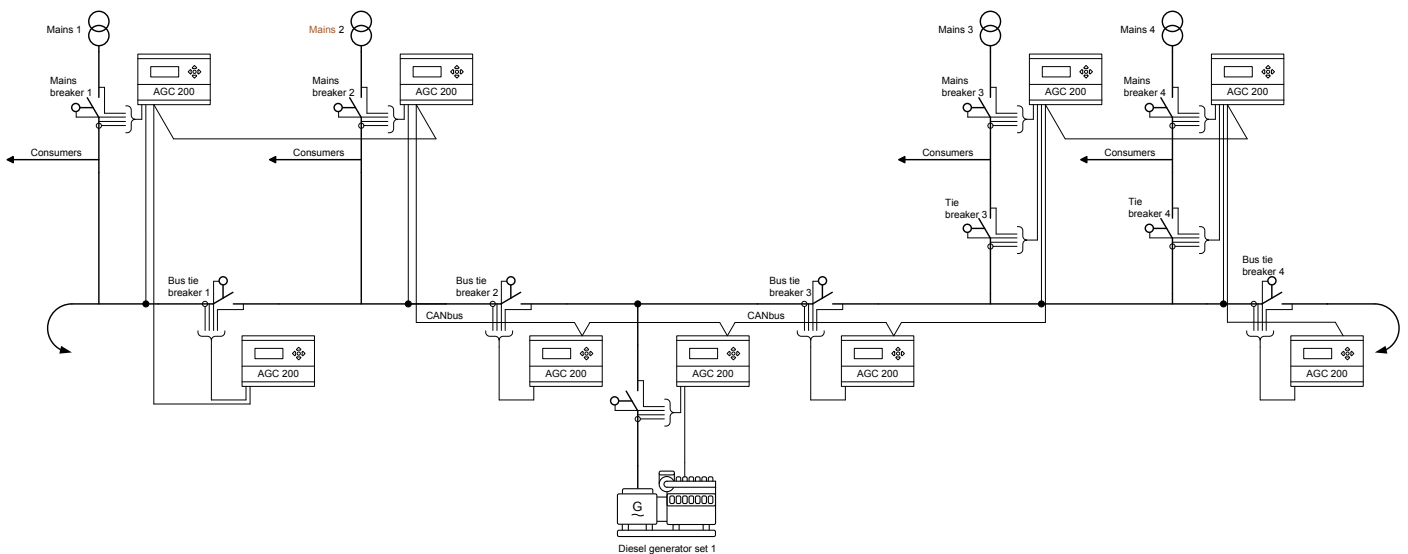 Mains 1
Mains 2
Mains 3
Mains 4
Mains
breaker 1
AGC 200
Mains
breaker 2
AGC 200
Mains
breaker 3
AGC 200
Mains
breaker 4
AGC 200
Consumers
Consumers
Consumers
Consumers
Tie
breaker 3
Tie
breaker 4
Bus tie
breaker 1
Bus tie
breaker 2
Bus tie
breaker 3
Bus tie
breaker 4
CANbus
CANbus
AGC 200
AGC 200
AGC 200
AGC 200
AGC 200
G
Diesel generator set 1